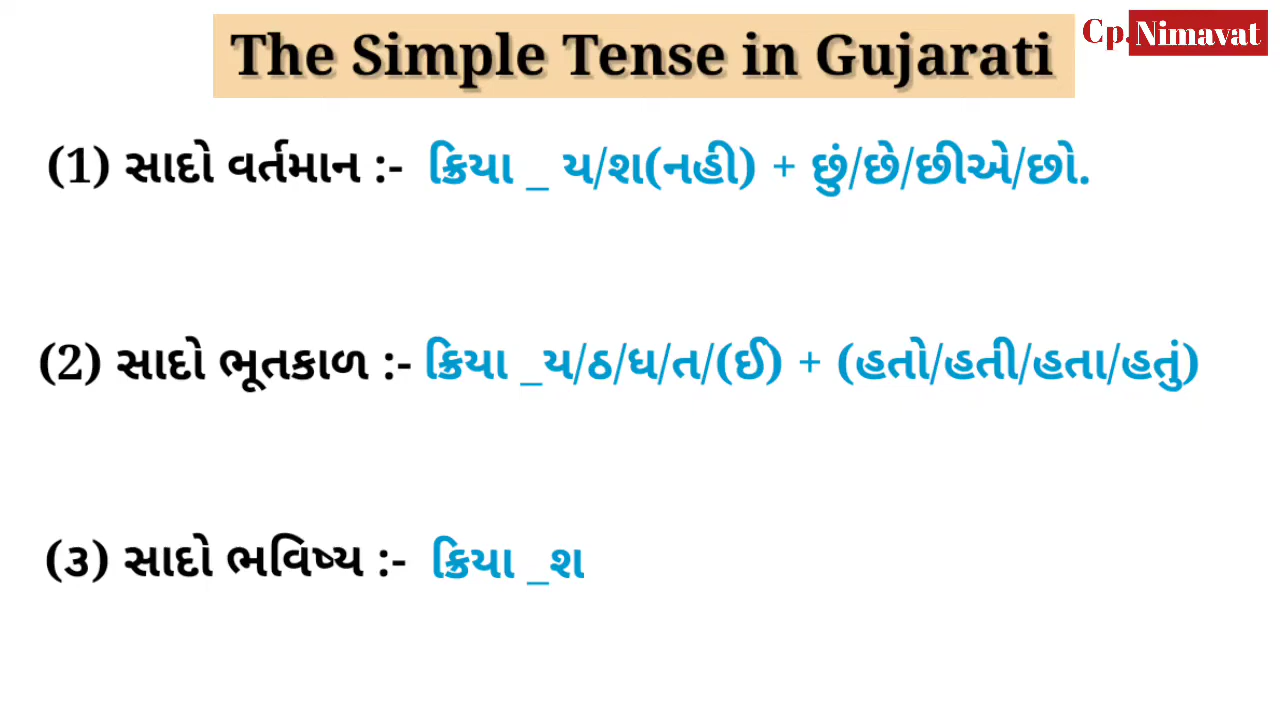 The Simple Tense in Gujarati
Cp. Nimavat
(1) સાદો વર્તમાન :- ક્રિયા _ ય/શ(નહી) + છું/છે/છીએ/છો.
(2) સાદો ભૂતકાળ :- ક્રિયા _ય/ઠ/ધ/ત/(ઈ) + (હતો/હતી/હતા/હતું)
(૩) સાદો ભવિષ્ય :- ક્રિયા _શ